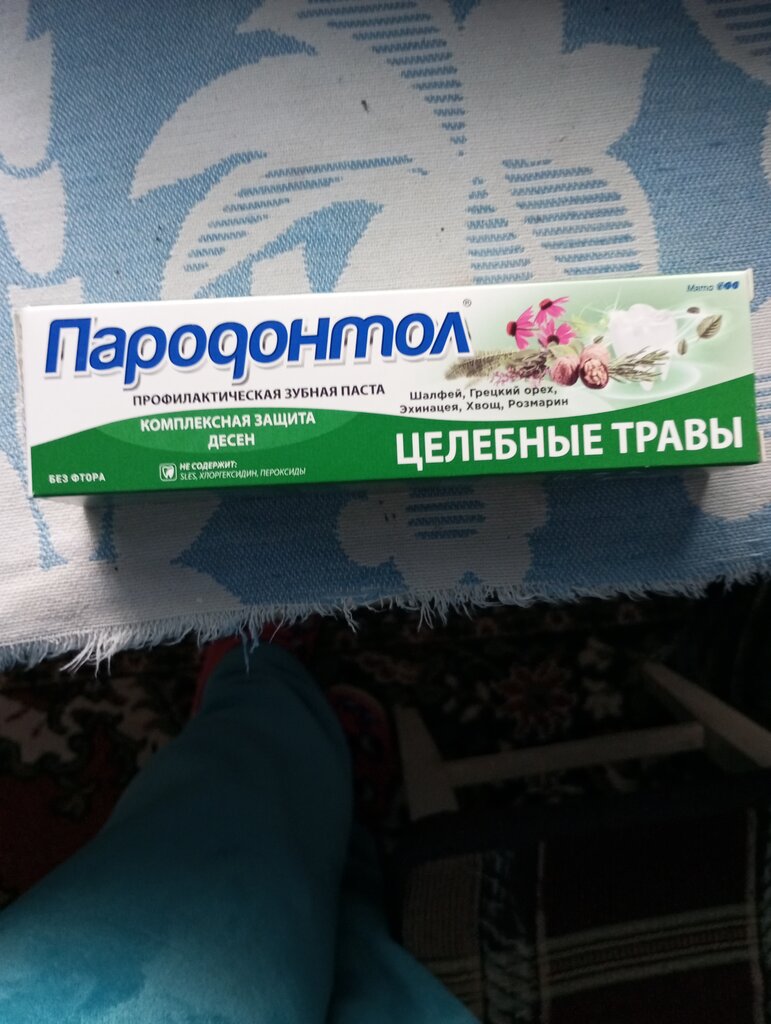 Мята
Пародонтол®
ПРОФИЛАКТИЧЕСКАЯ ЗУБНАЯ ПАСТА
Шалфей, Грецкий орех,
Эхинацея, Хвощ, Розмарин
КОМПЛЕКСНАЯ ЗАЩИТА
ДЕСЕН
ЦЕЛЕБНЫЕ ТРАВЫ
БЕЗ ФТОРА
НЕ СОДЕРЖИТ:
SLES, ХЛОРГЕКСИДИН, ПЕРОКСИДЫ